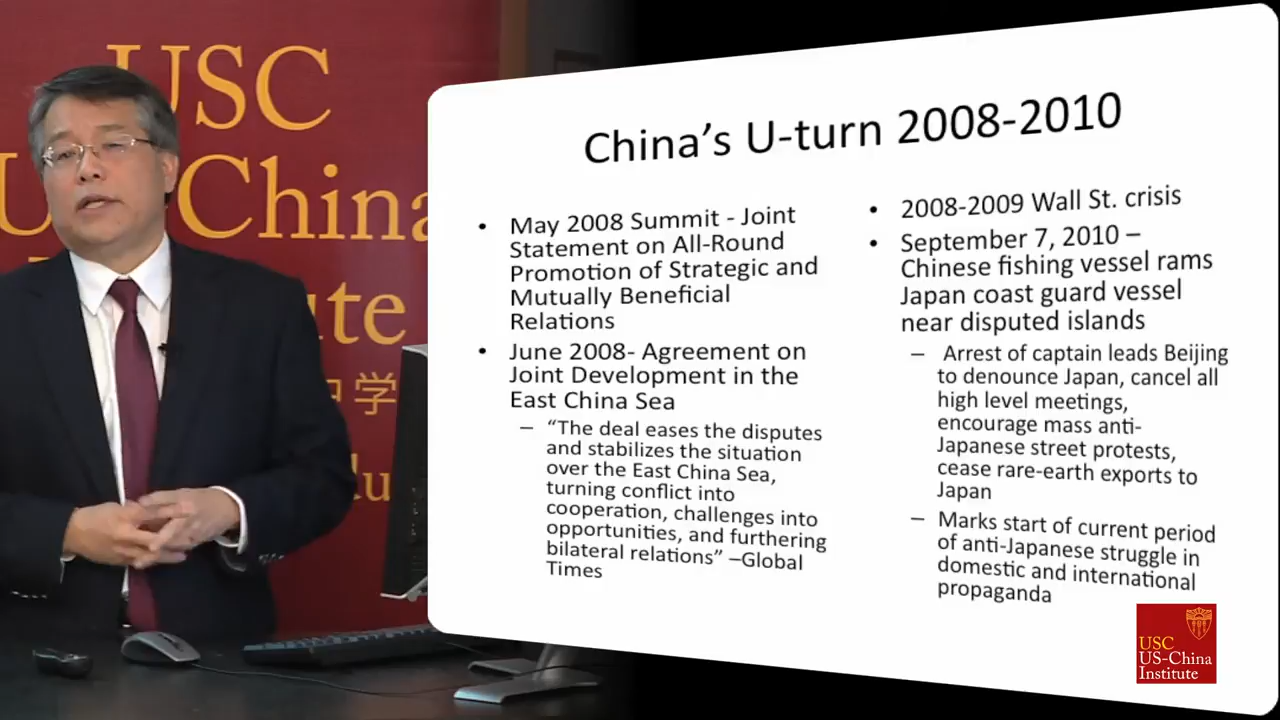 USC
US-China
ute
中学
du
China's U-turn 2008-2010
• May 2008 Summit - Joint
Statement on All-Round
Promotion of Strategic and
Mutually Beneficial
Relations
• June 2008- Agreement on
Joint Development in the
East China Sea
– “The deal eases the disputes
and stabilizes the situation
over the East China Sea,
turning conflict into
cooperation, challenges into
opportunities, and furthering
bilateral relations” –Global
Times
• 2008-2009 Wall St. crisis
• September 7, 2010 –
Chinese fishing vessel rams
Japan coast guard vessel
near disputed islands
– Arrest of captain leads Beijing
to denounce Japan, cancel all
high level meetings,
encourage mass anti-
Japanese street protests,
cease rare-earth exports to
Japan
– Marks start of current period
of anti-Japanese struggle in
domestic and international
propaganda
USC
US-China
Institute